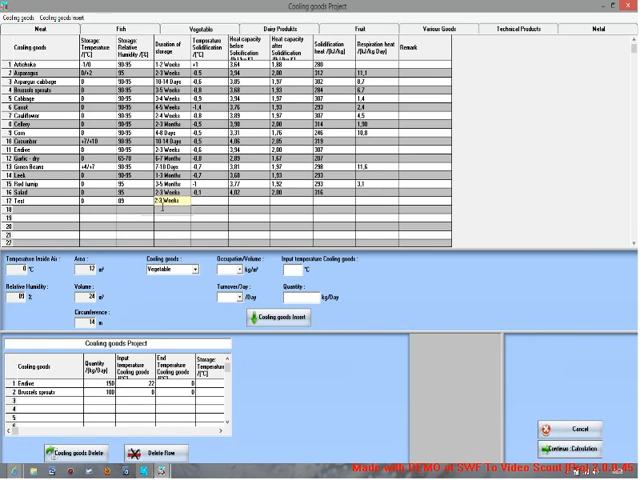 Cooling goods Project
Cooling goods Cooling goods Insert
Meat Fish Vegetable Dairy Produkts Fruit Various Goods Technical Products Metal
Cooling goods Storage: Temperature /[°C] Storage: Relative Humidity /[%] Duration of storage Temperature Solidification /[°C] Heat capacity before Solidification Heat capacity after Solidification Solidification heat /[kJ/kg] Respiration heat /[kJ/kg.Day] Remark
1 Artichoke -1/0 90-95 1-2 Weeks +1 3,64 1,88 280
2 Asparagus 0/+2 95 2-3 Weeks -0,5 3,94 2,00 312 11,1
3 Asparagur cabbage 0 90-95 10-14 Days -0,6 3,85 1,97 302 8,7
4 Brussels sprouts 0 90-95 3-5 Weeks -0,8 3,68 1,93 284 6,7
5 Cabbage 0 90-95 3-4 Weeks -0,9 3,94 1,97 307 1,4
6 Carrot 0 90-95 4-5 Weeks -1,4 3,76 1,93 293 2,4
7 Cauliflower 0 90-95 2-4 Weeks -0,8 3,89 1,97 307 4,5
8 Cellery 0 90-95 2-3 Months -0,5 3,98 2,00 314 1,90
9 Corn 0 90-95 4-8 Days -0,5 3,31 1,76 246 10,8
10 Cucumber +7/+10 90-95 10-14 Days -0,5 4,06 2,05 319
11 Endive 0 90-95 2-3 Weeks -0,6 3,94 2,00 307
12 Garlic - dry 0 65-70 6-7 Months -0,8 2,89 1,67 207
13 Green Beans +4/+7 90-95 7-10 Days -0,7 3,81 1,97 298 11,6
14 Leek 0 90-95 1-3 Months -0,7 3,68 1,93 293
15 Red turnip 0 95 3-5 Months -1 3,77 1,92 293 3,1
16 Salad 0 95 2-3 Weeks -0,1 4,02 2,00 316
17 Test 0 09 2-3 Weeks
18
19
20
21
22
Temperature Inside Air : Area : Cooling goods : Occupation/Volume : Input temperature Cooling goods :
0 °C 12 m² Vegetable kg/m³ °C
Relative Humidity : Volume : Turnover/Day : Quantity :
09 % 24 m³ /Day kg/Day
Circumference :
14 m
Cooling goods Insert
Cooling goods Project
Cooling goods Quantity /[kg/Day] Input temperature Cooling goods End Temperature Cooling goods Storage: Temperature /[°C]
1 Endive 150 22 0
2 Brussels sprouts 100 0 0
3
4
5
Cooling goods Delete Delete Row
Cancel
Continue :Calculation
Made with DEMO of SWF To Video Scout [Pro] 2.0.0.45